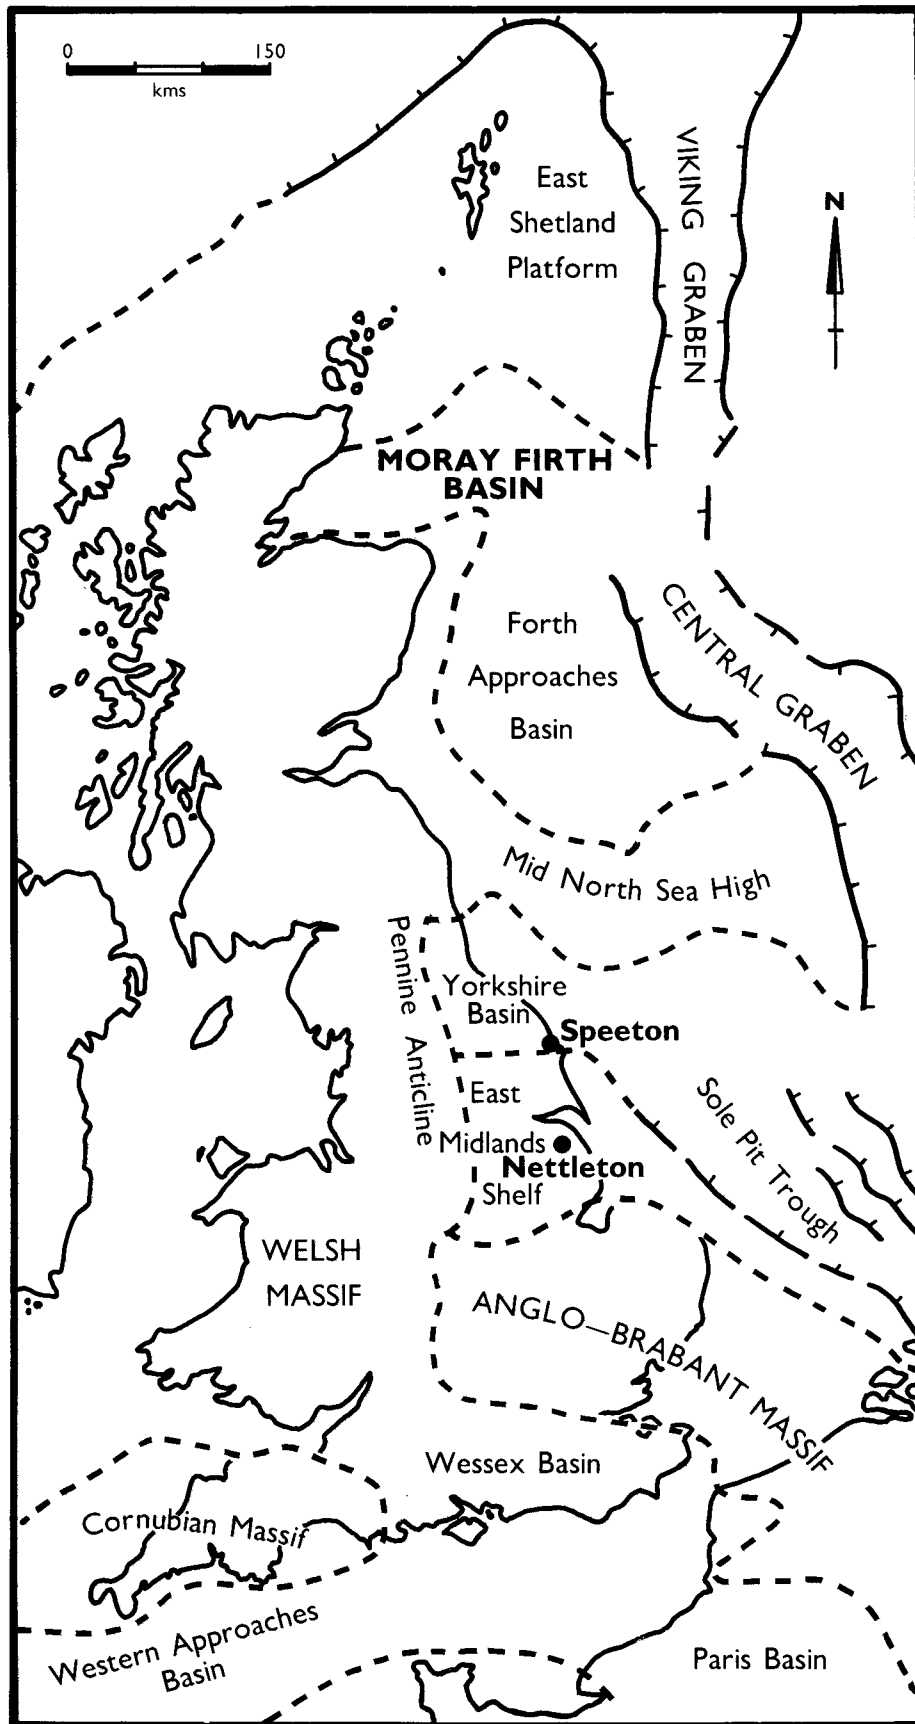 0 150
kms
East
Shetland
Platform
VIKING GRABEN
N
MORAY FIRTH
BASIN
Forth
Approaches
Basin
CENTRAL GRABEN
Mid North Sea High
Pennine Anticline
Yorkshire
Basin
Speeton
East
Midlands
Nettleton
Shelf
Sole Pit Trough
WELSH
MASSIF
ANGLO—BRABANT MASSIF
Wessex Basin
Cornubian Massif
Western Approaches
Basin
Paris Basin